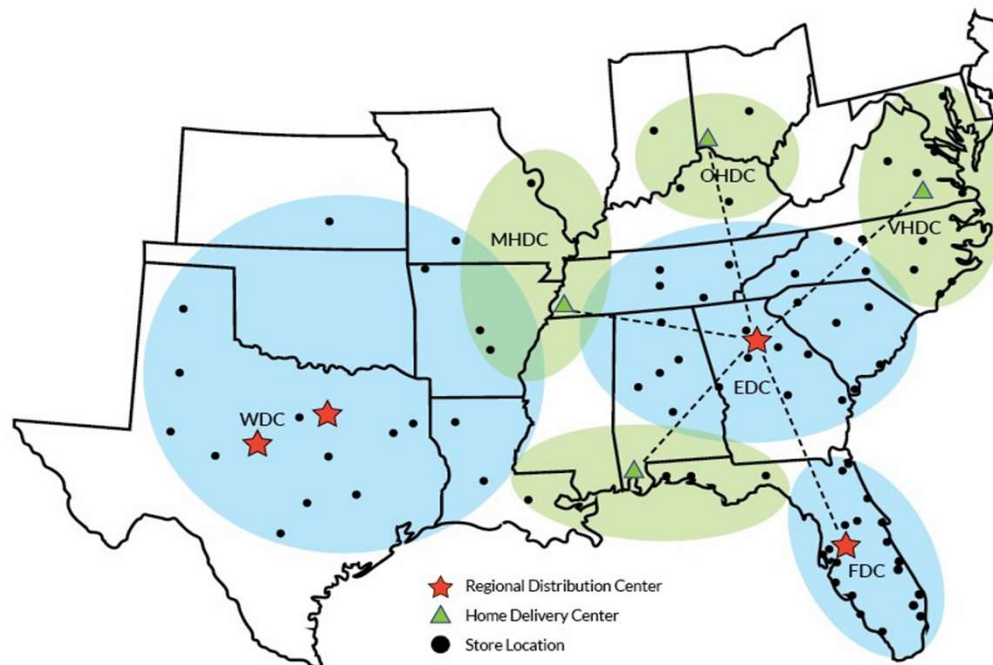 OHDC
MHDC
VHDC
EDC
WDC
FDC
Regional Distribution Center
Home Delivery Center
Store Location